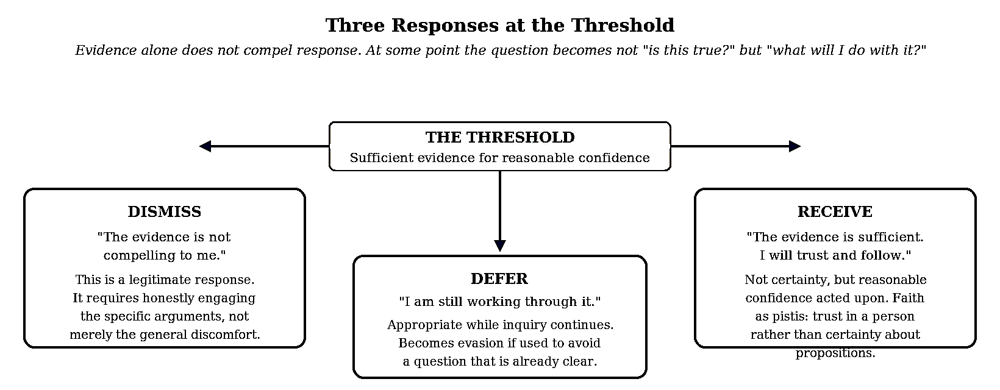 Three Responses at the Threshold
Evidence alone does not compel response. At some point the question becomes not "is this true?" but "what will I do with it?"
THE THRESHOLD
Sufficient evidence for reasonable confidence
DISMISS
"The evidence is not
compelling to me."
This is a legitimate response.
It requires honestly engaging
the specific arguments, not
merely the general discomfort.
DEFER
"I am still working through it."
Appropriate while inquiry continues.
Becomes evasion if used to avoid
a question that is already clear.
RECEIVE
"The evidence is sufficient.
I will trust and follow."
Not certainty, but reasonable
confidence acted upon. Faith
as pistis: trust in a person
rather than certainty about
propositions.